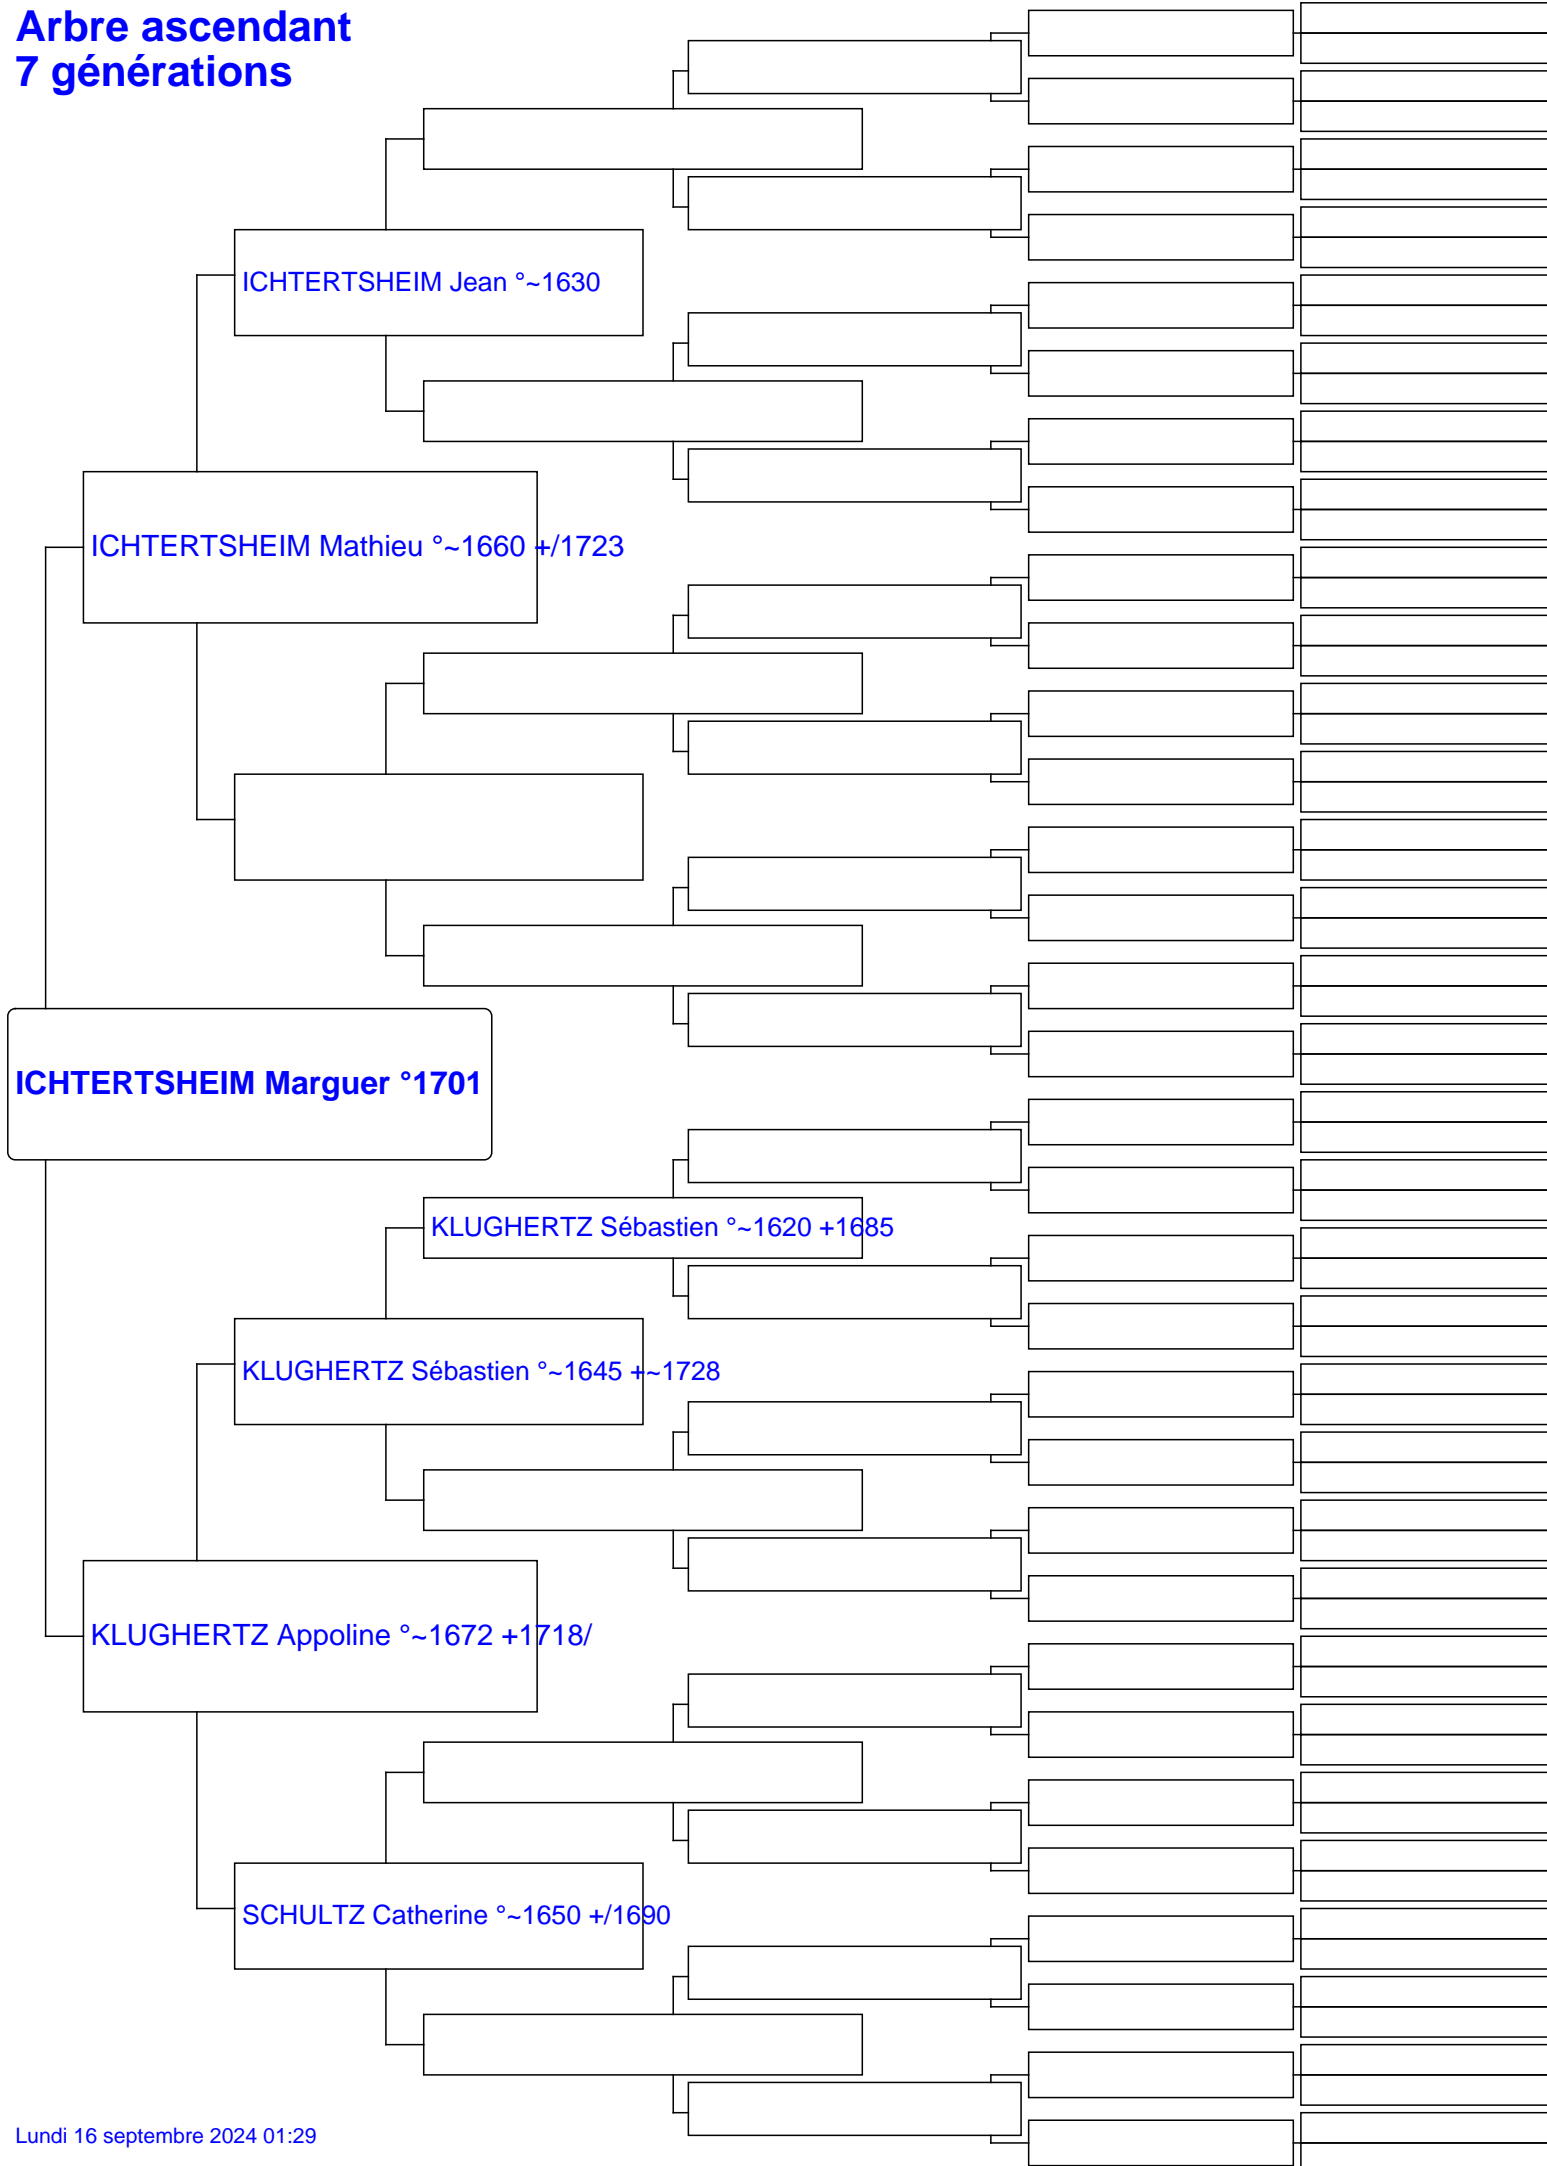 Arbre ascendant
7 générations
ICHTERTSHEIM Jean °~1630
ICHTERTSHEIM Mathieu °~1660 +/1723
ICHTERTSHEIM Marguer °1701
KLUGHERTZ Sébastien °~1620 +1685
KLUGHERTZ Sébastien °~1645 +~1728
KLUGHERTZ Appoline °~1672 +1718/
SCHULTZ Catherine °~1650 +/1690
Lundi 16 septembre 2024 01:29